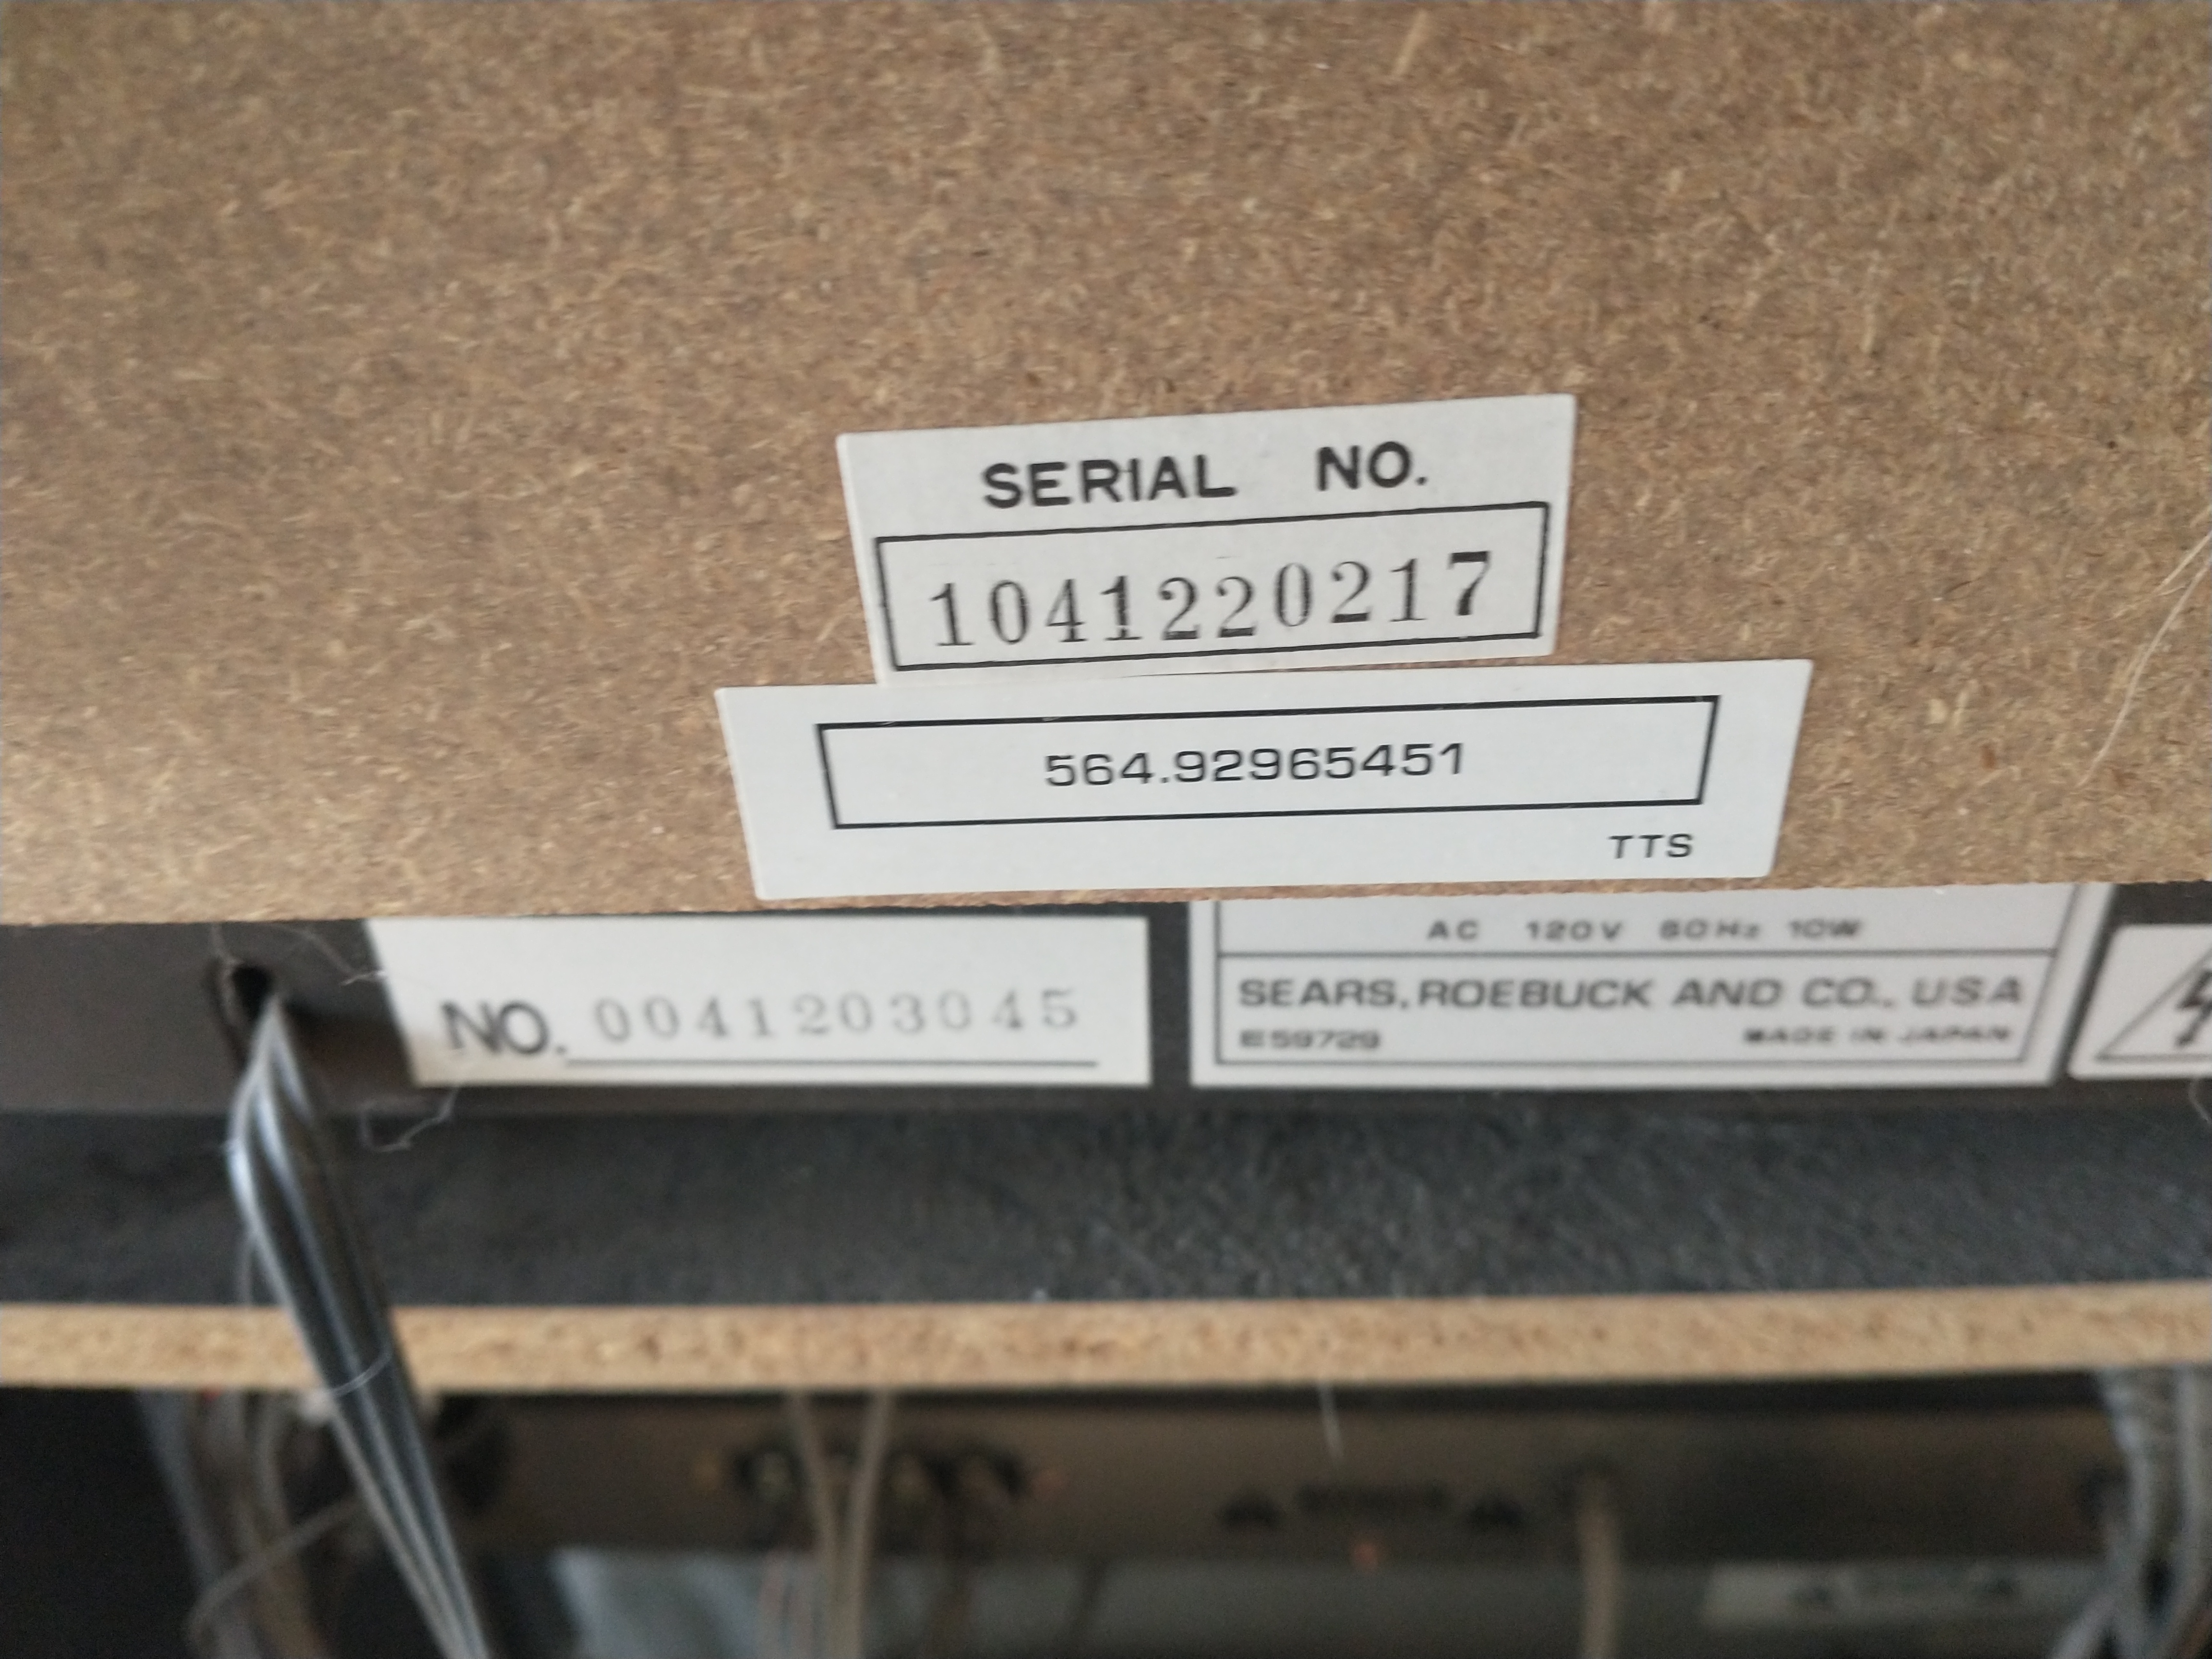 SERIAL NO.
1041220217
564.92965451
TTS
NO. 0041203045
AC 120V 60Hz 10W
SEARS, ROEBUCK AND CO., USA
E59729 MADE IN JAPAN